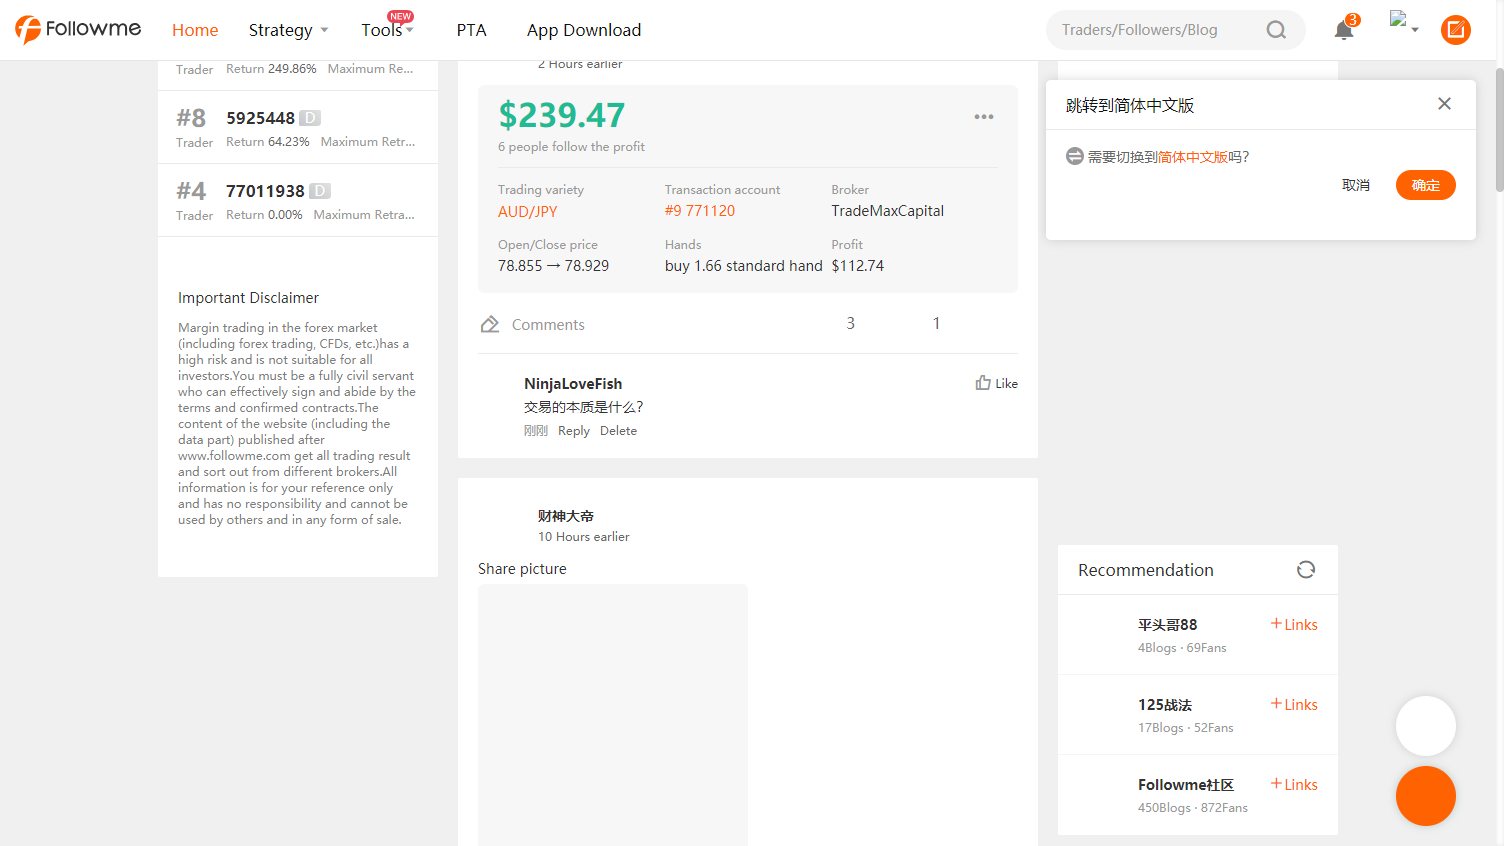 Followme
Home
Strategy
Tools
NEW
PTA
App Download
Traders/Followers/Blog
3
Trader
Return 249.86% Maximum Re...
#8
5925448 D
Trader
Return 64.23% Maximum Retr...
#4
77011938 D
Trader
Return 0.00% Maximum Retra...
Important Disclaimer
Margin trading in the forex market
(including forex trading, CFDs, etc.)has a
high risk and is not suitable for all
investors.You must be a fully civil servant
who can effectively sign and abide by the
terms and confirmed contracts.The
content of the website (including the
data part) published after
www.followme.com get all trading result
and sort out from different brokers.All
information is for your reference only
and has no responsibility and cannot be
used by others and in any form of sale.
2 Hours earlier
$239.47
6 people follow the profit
Trading variety
AUD/JPY
Transaction account
#9 771120
Broker
TradeMaxCapital
Open/Close price
78.855 → 78.929
Hands
buy 1.66 standard hand
Profit
$112.74
Comments
3
1
NinjaLoveFish
Like
交易的本质是什么?
刚刚 Reply Delete
财神大帝
10 Hours earlier
Share picture
跳转到简体中文版
需要切换到简体中文版吗?
取消
确定
Recommendation
平头哥88
+Links
4Blogs · 69Fans
125战法
+Links
17Blogs · 52Fans
Followme社区
+Links
450Blogs · 872Fans